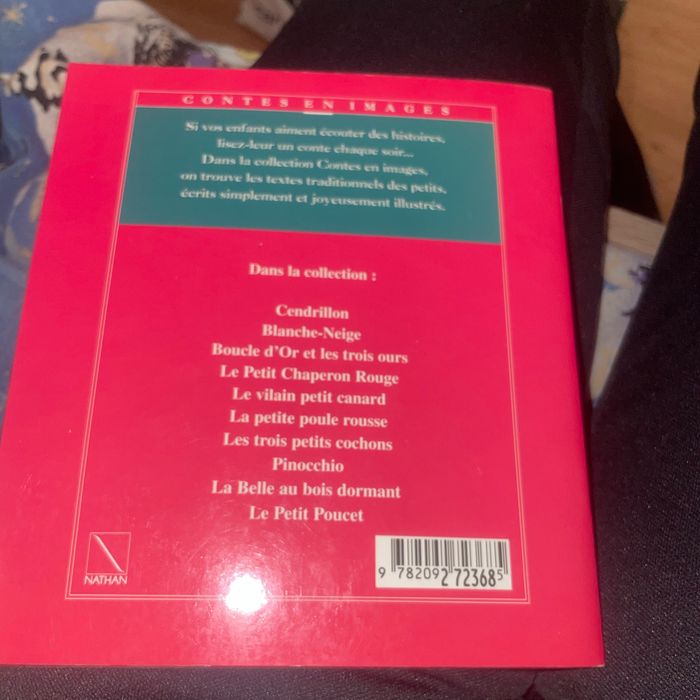 CONTES EN IMAGES
Si vos enfants aiment écouter des histoires,
lisez-leur un conte chaque soir...
Dans la collection Contes en images,
on trouve les textes traditionnels des petits,
écrits simplement et joyeusement illustrés.
Dans la collection :
Cendrillon
Blanche-Neige
Boucle d'Or et les trois ours
Le Petit Chaperon Rouge
Le vilain petit canard
La petite poule rousse
Les trois petits cochons
Pinocchio
La Belle au bois dormant
Le Petit Poucet
NATHAN
9 782092 723685